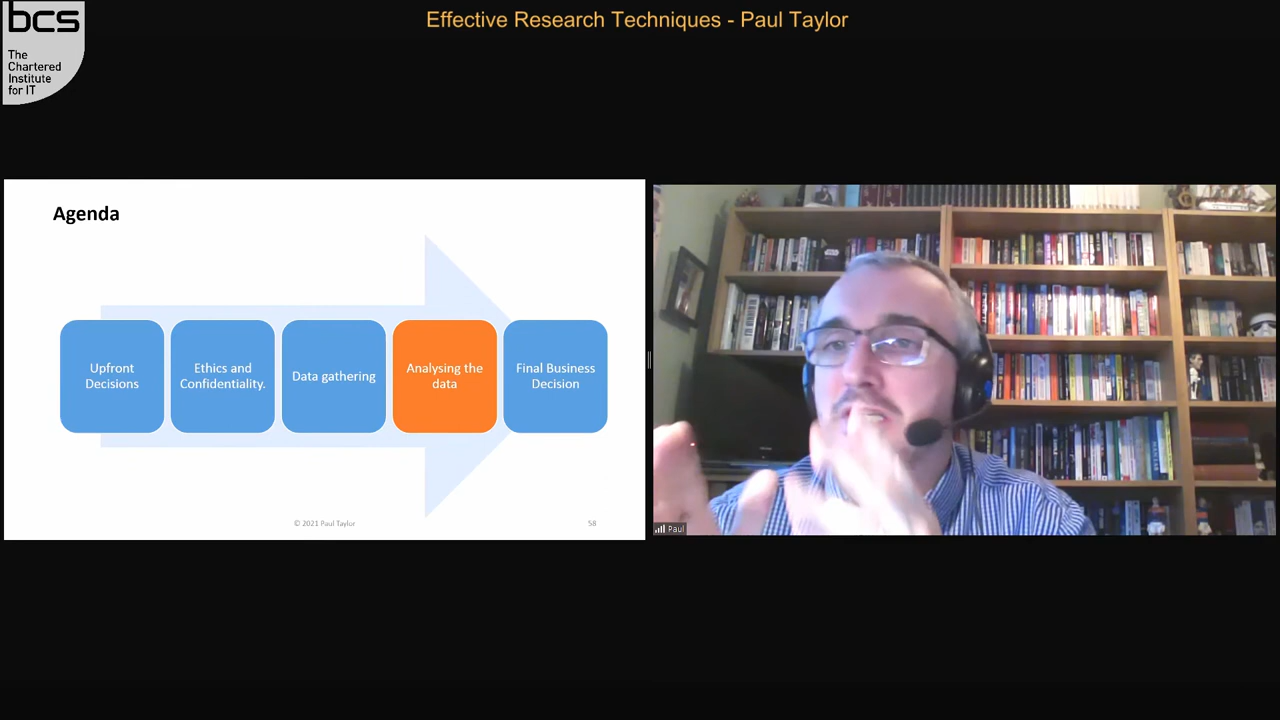 bcs
The
Chartered
Institute
for IT
Effective Research Techniques - Paul Taylor
Agenda
Upfront
Decisions
Ethics and
Confidentiality.
Data gathering
Analysing the
data
Final Business
Decision
© 2021 Paul Taylor
58
Paul